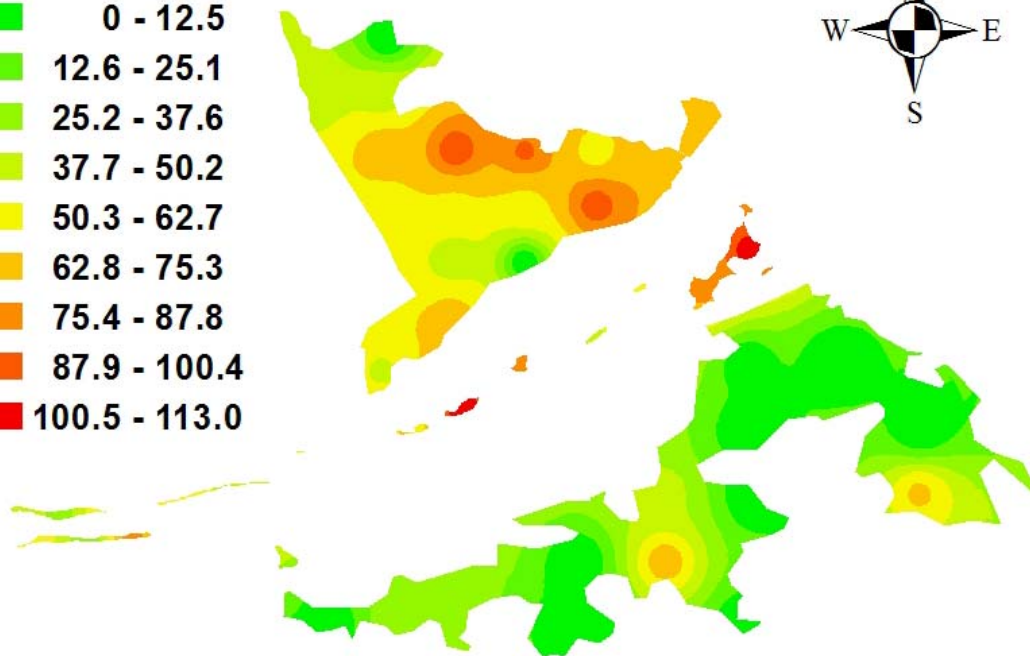 0 - 12.5
12.6 - 25.1
25.2 - 37.6
37.7 - 50.2
50.3 - 62.7
62.8 - 75.3
75.4 - 87.8
87.9 - 100.4
100.5 - 113.0
W E
S